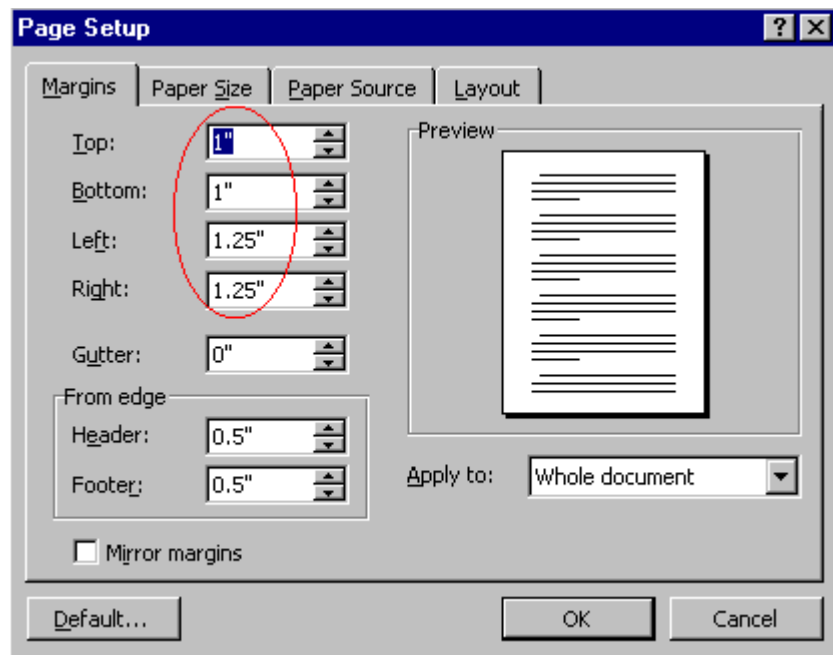 Page Setup
Margins Paper Size Paper Source Layout
Top: 1"
Bottom: 1"
Left: 1.25"
Right: 1.25"
Gutter: 0"
From edge
Header: 0.5"
Footer: 0.5"
Mirror margins
Preview
Apply to: Whole document
Default... OK Cancel